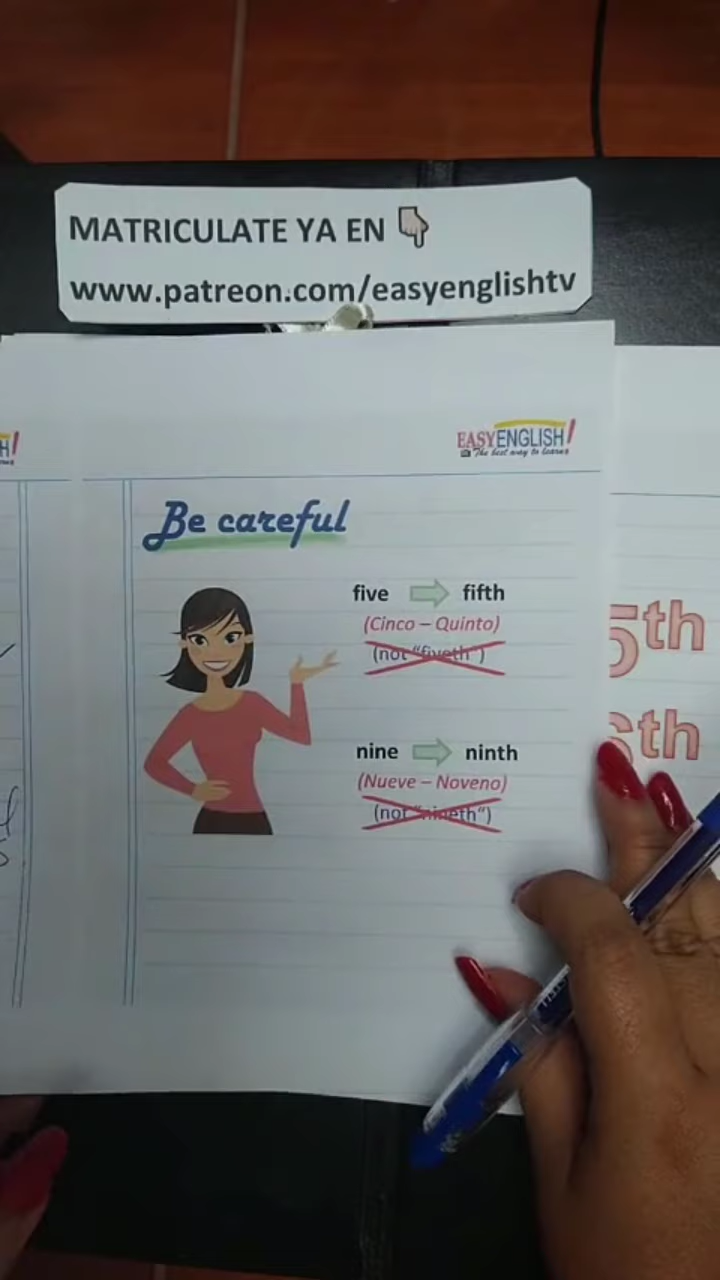 MATRICULATE YA EN
www.patreon.com/easyenglishtv
H!
EASYENGLISH!
The best way to learn
Be careful
five fifth
(Cinco – Quinto)
(not "fiveth")
nine ninth
(Nueve – Noveno)
(not "nineth")
5th
6th